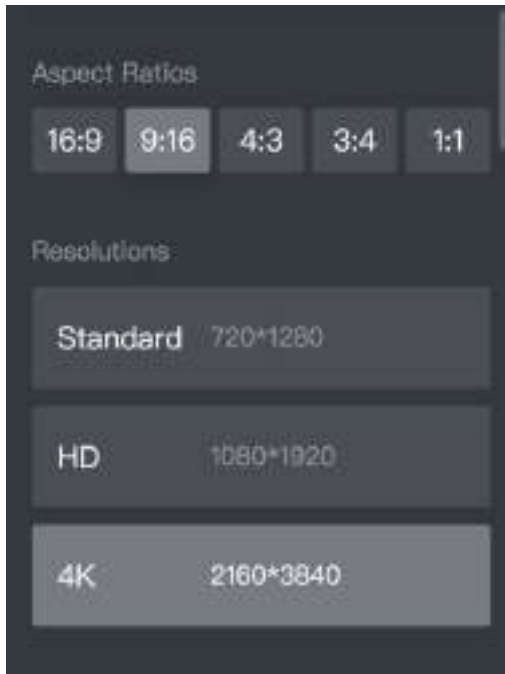 Aspect Ratios
16:9 9:16 4:3 3:4 1:1
Resolutions
Standard 720*1280
HD 1080*1920
4K 2160*3840